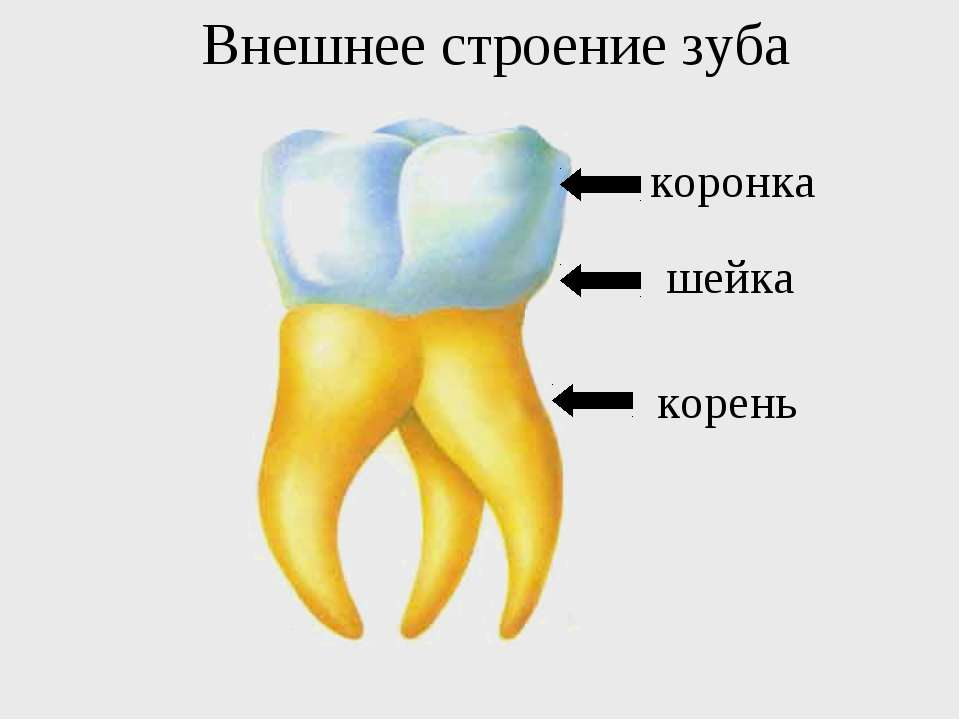 Внешнее строение зуба
коронка
шейка
корень